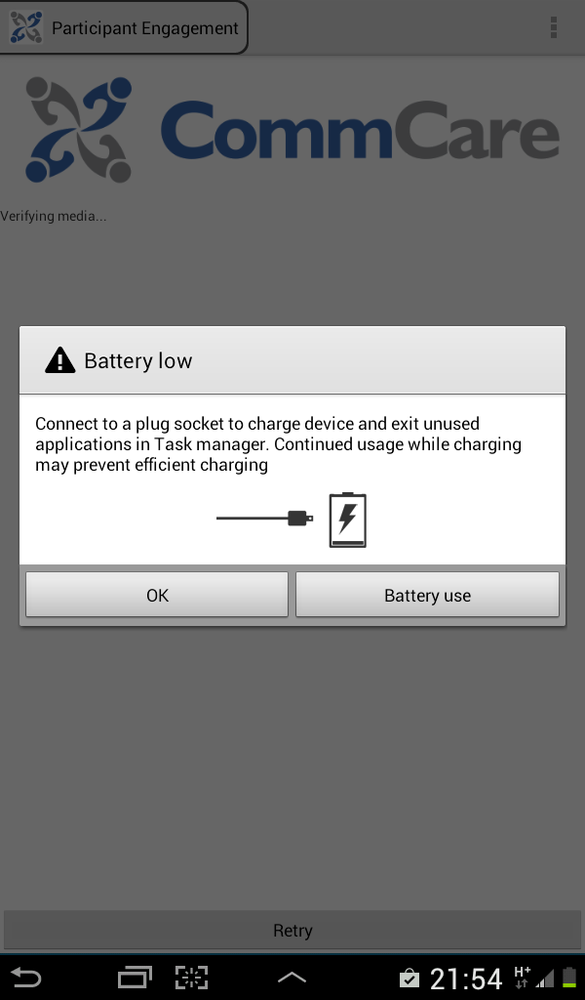 Participant Engagement
CommCare
Verifying media...
Battery low
Connect to a plug socket to charge device and exit unused
applications in Task manager. Continued usage while charging
may prevent efficient charging
OK
Battery use
Retry
21:54
H+